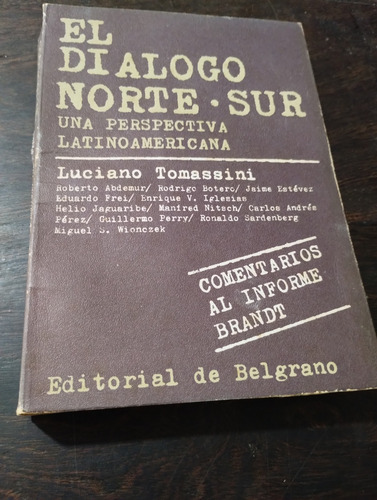 EL
DIALOGO
NORTE·SUR
UNA PERSPECTIVA
LATINOAMERICANA
Luciano Tomassini
Roberto Abdemur/ Rodrigo Botero/ Jaime Estévez
Eduardo Frei/ Enrique V. Iglesias
Helio Jaguaribe/ Manfred Nitsch/ Carlos Andrés
Pérez/ Guillermo Perry/ Ronaldo Sardenberg
Miguel S. Wionczek
COMENTARIOS
AL INFORME
BRANDT
Editorial de Belgrano